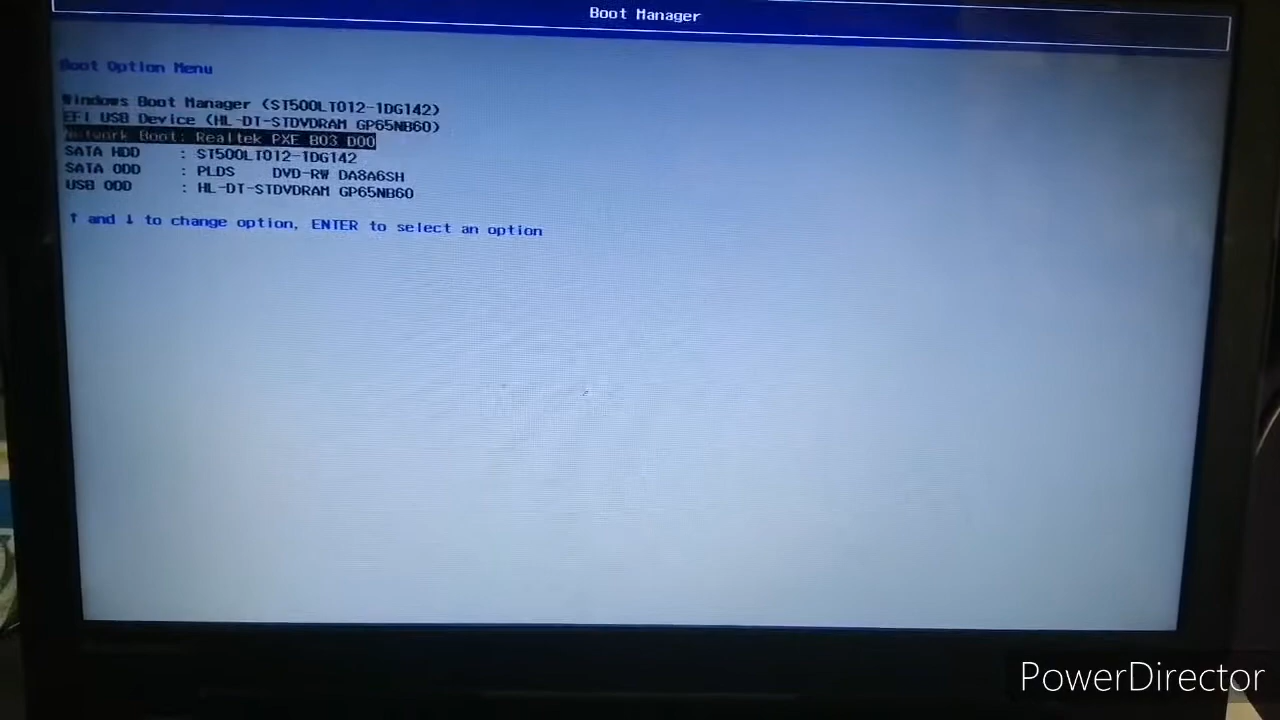 Boot Manager
Boot Option Menu
Windows Boot Manager (ST500LT012-1DG142)
EFI USB Device (HL-DT-STDVDRAM GP65NB60)
Network Boot: Realtek PXE B03 D00
SATA HDD : ST500LT012-1DG142
SATA ODD : PLDS DVD-RW DA8A6SH
USB ODD : HL-DT-STDVDRAM GP65NB60
↑ and ↓ to change option, ENTER to select an option
PowerDirector